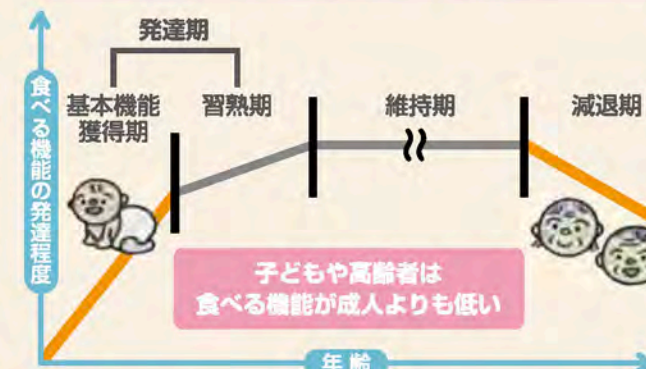 発達期
基本機能
獲得期
習熟期
維持期
減退期
食べる機能の発達程度
子どもや高齢者は
食べる機能が成人よりも低い
年齢